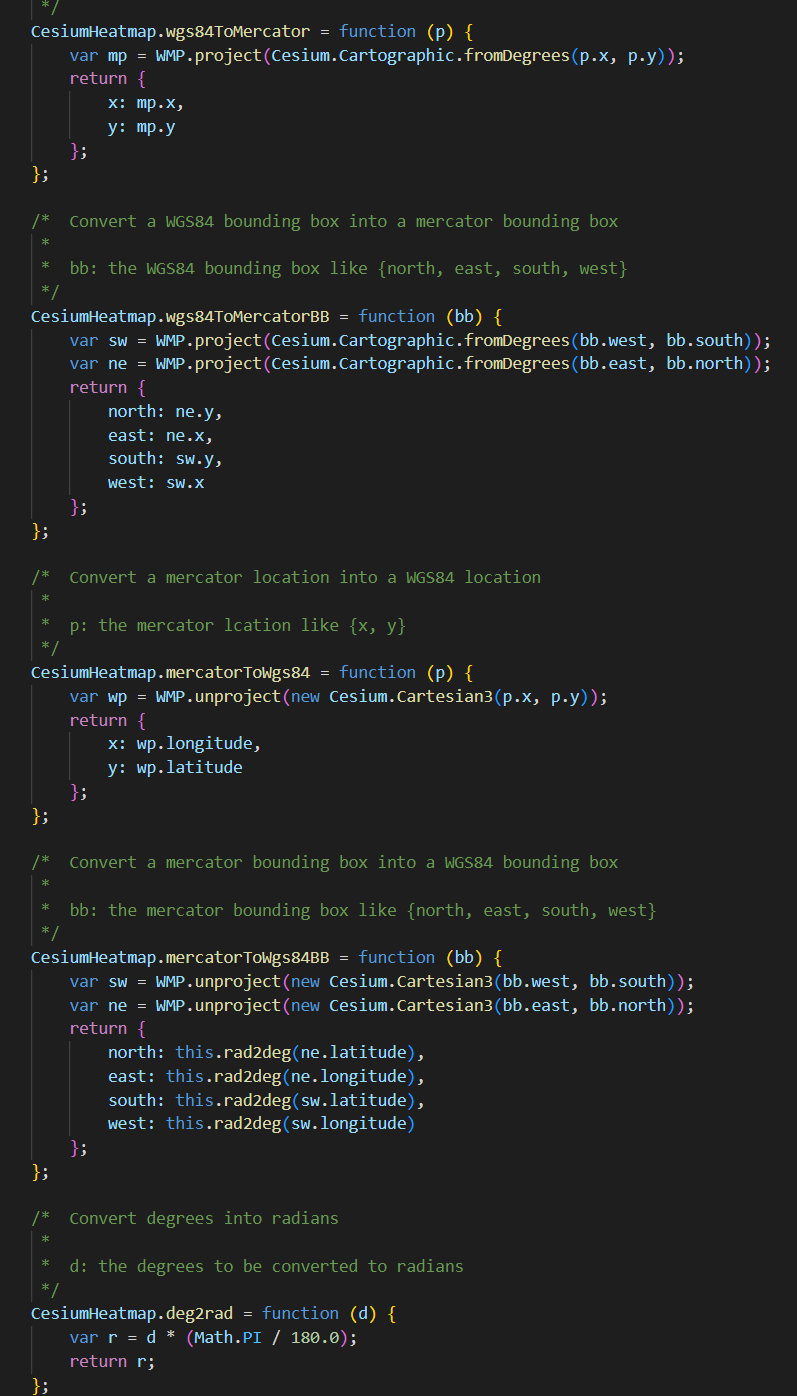 */
CesiumHeatmap.wgs84ToMercator = function (p) {
    var mp = WMP.project(Cesium.Cartographic.fromDegrees(p.x, p.y));
    return {
        x: mp.x,
        y: mp.y
    };
};

/*  Convert a WGS84 bounding box into a mercator bounding box
 *
 *  bb: the WGS84 bounding box like {north, east, south, west}
 */
CesiumHeatmap.wgs84ToMercatorBB = function (bb) {
    var sw = WMP.project(Cesium.Cartographic.fromDegrees(bb.west, bb.south));
    var ne = WMP.project(Cesium.Cartographic.fromDegrees(bb.east, bb.north));
    return {
        north: ne.y,
        east: ne.x,
        south: sw.y,
        west: sw.x
    };
};

/*  Convert a mercator location into a WGS84 location
 *
 *  p: the mercator lcation like {x, y}
 */
CesiumHeatmap.mercatorToWgs84 = function (p) {
    var wp = WMP.unproject(new Cesium.Cartesian3(p.x, p.y));
    return {
        x: wp.longitude,
        y: wp.latitude
    };
};

/*  Convert a mercator bounding box into a WGS84 bounding box
 *
 *  bb: the mercator bounding box like {north, east, south, west}
 */
CesiumHeatmap.mercatorToWgs84BB = function (bb) {
    var sw = WMP.unproject(new Cesium.Cartesian3(bb.west, bb.south));
    var ne = WMP.unproject(new Cesium.Cartesian3(bb.east, bb.north));
    return {
        north: this.rad2deg(ne.latitude),
        east: this.rad2deg(ne.longitude),
        south: this.rad2deg(sw.latitude),
        west: this.rad2deg(sw.longitude)
    };
};

/*  Convert degrees into radians
 *
 *  d: the degrees to be converted to radians
 */
CesiumHeatmap.deg2rad = function (d) {
    var r = d * (Math.PI / 180.0);
    return r;
};